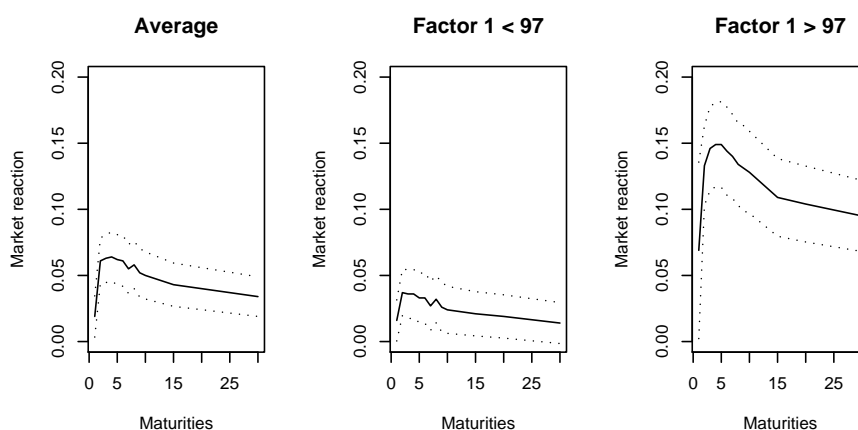 Average
Market reaction
0.00 0.05 0.10 0.15 0.20
0 5 15 25
Maturities
Factor 1 < 97
Market reaction
0.00 0.05 0.10 0.15 0.20
0 5 15 25
Maturities
Factor 1 > 97
Market reaction
0.00 0.05 0.10 0.15 0.20
0 5 15 25
Maturities